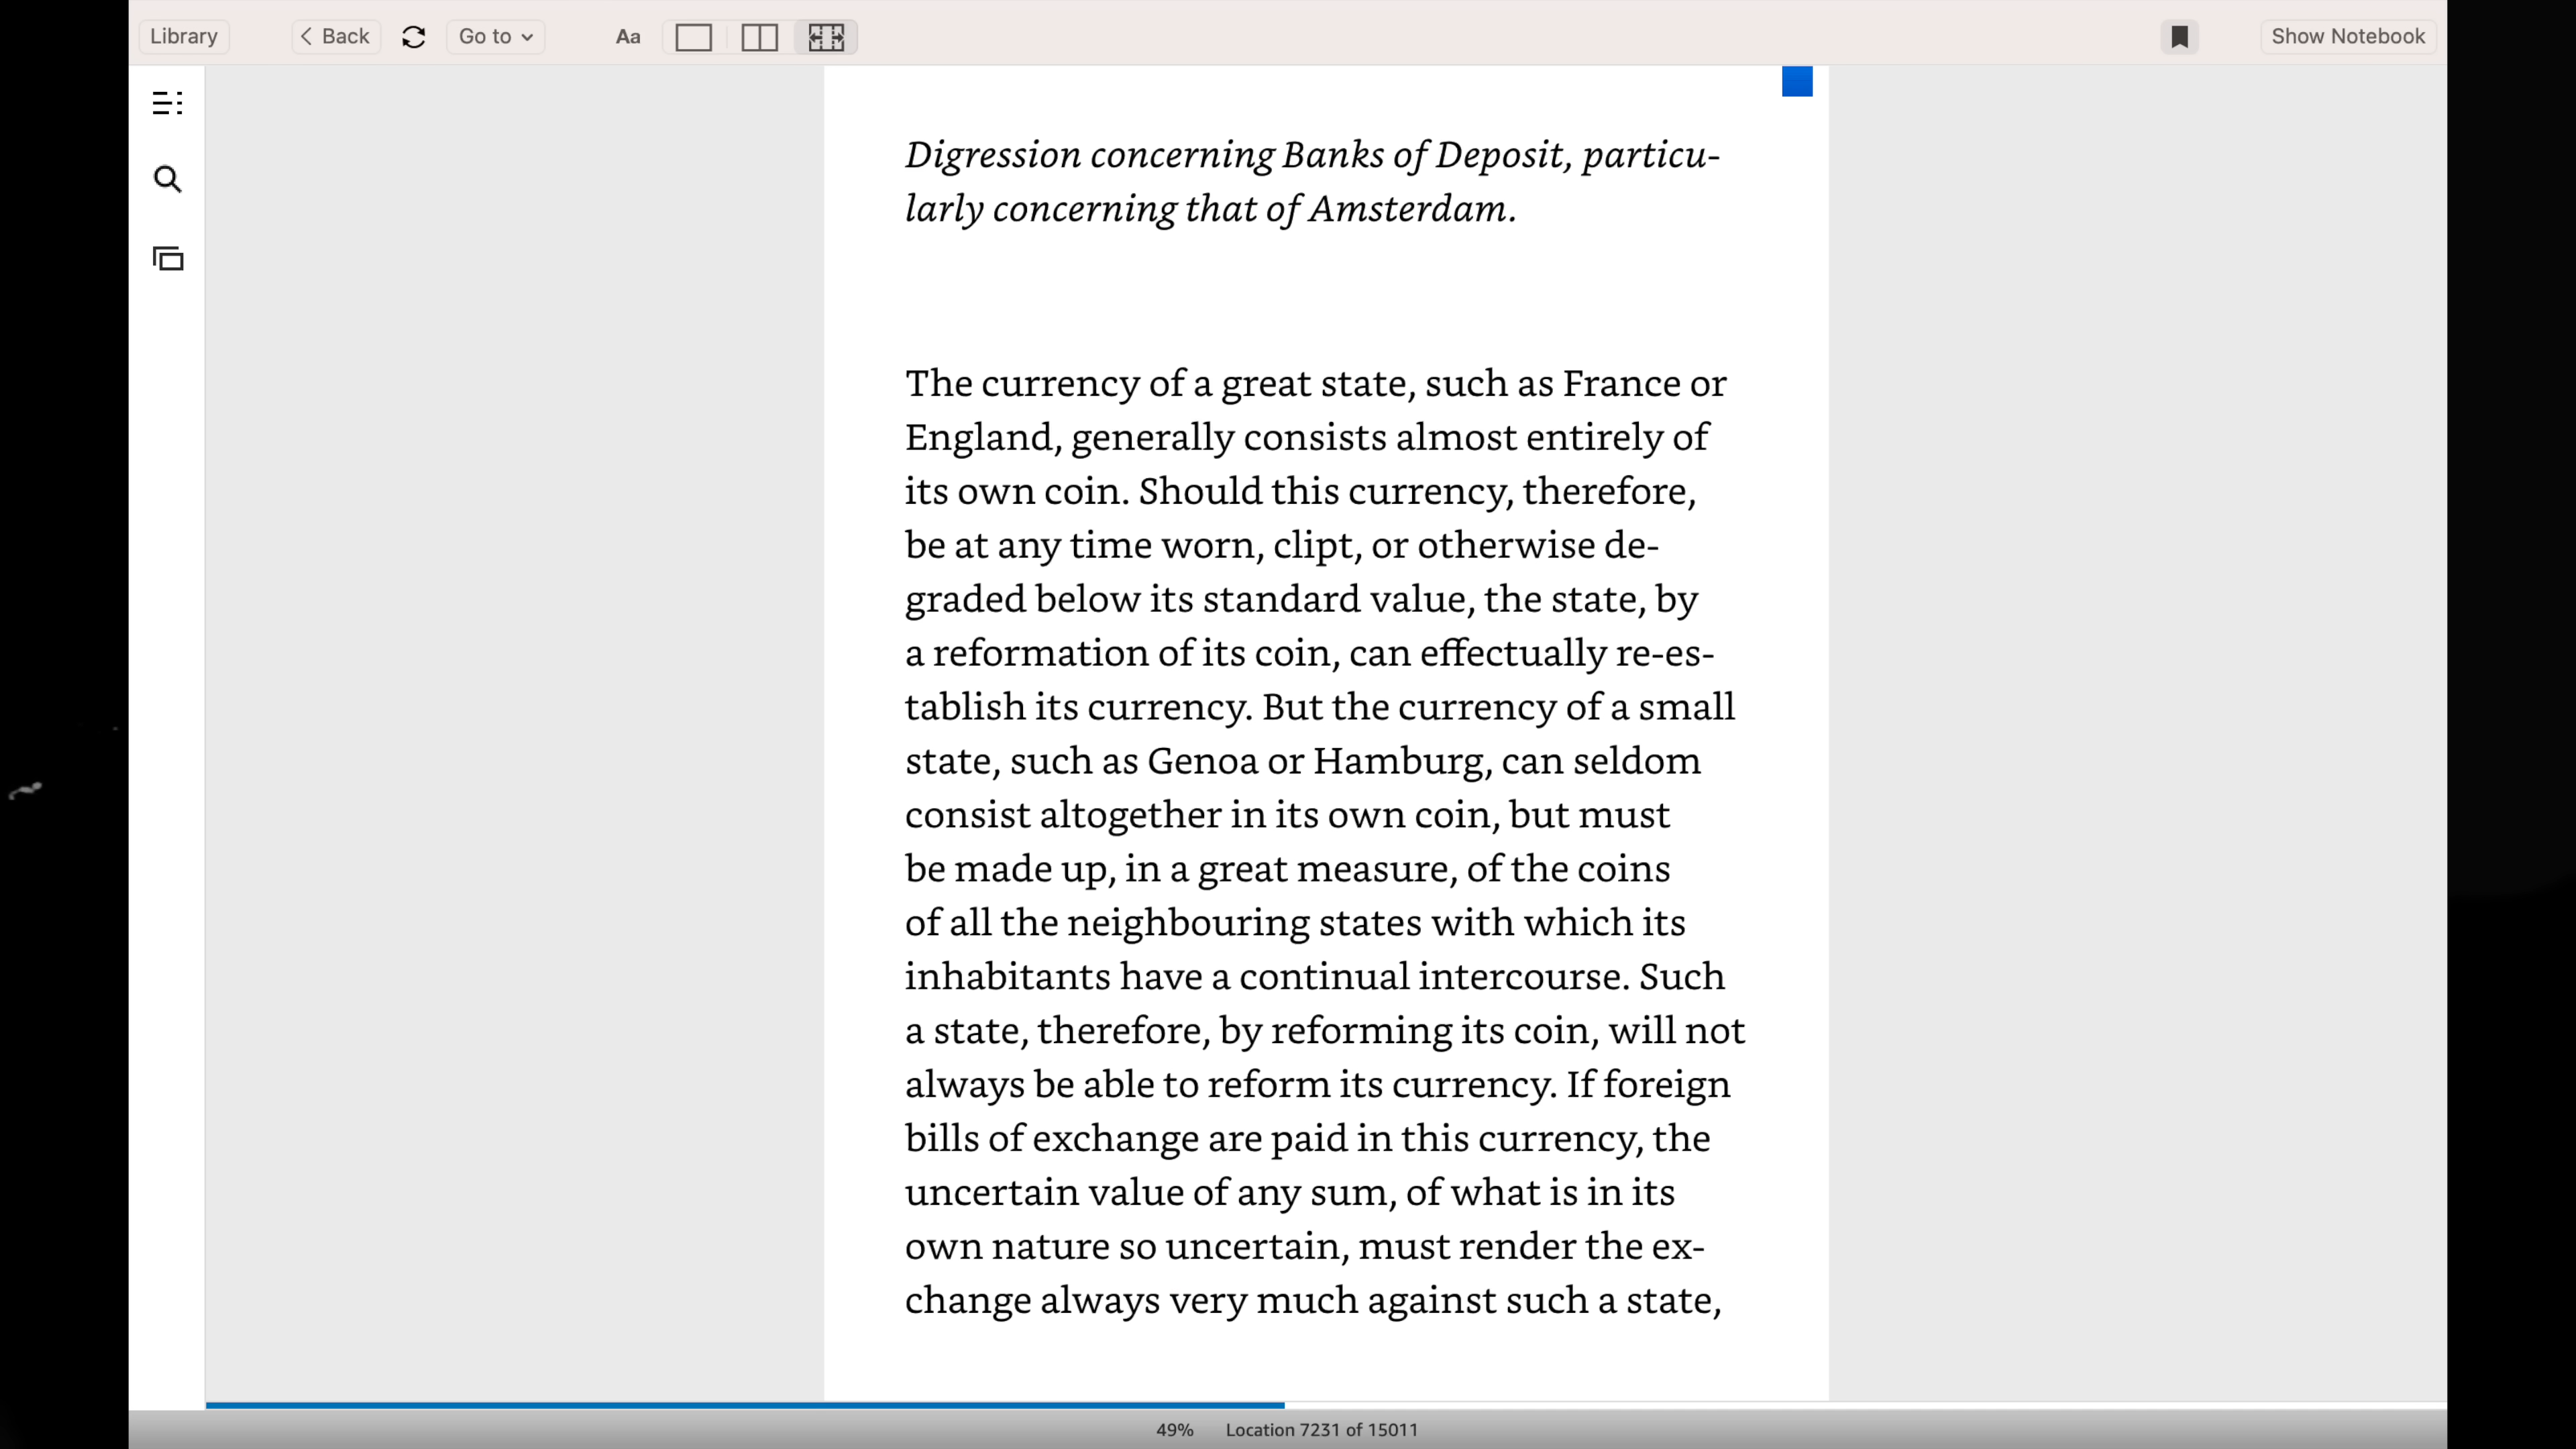 Library
Back
Go to
Aa
Show Notebook
Digression concerning Banks of Deposit, particu-
larly concerning that of Amsterdam.
The currency of a great state, such as France or
England, generally consists almost entirely of
its own coin. Should this currency, therefore,
be at any time worn, clipt, or otherwise de-
graded below its standard value, the state, by
a reformation of its coin, can effectually re-es-
tablish its currency. But the currency of a small
state, such as Genoa or Hamburg, can seldom
consist altogether in its own coin, but must
be made up, in a great measure, of the coins
of all the neighbouring states with which its
inhabitants have a continual intercourse. Such
a state, therefore, by reforming its coin, will not
always be able to reform its currency. If foreign
bills of exchange are paid in this currency, the
uncertain value of any sum, of what is in its
own nature so uncertain, must render the ex-
change always very much against such a state,
49% Location 7231 of 15011